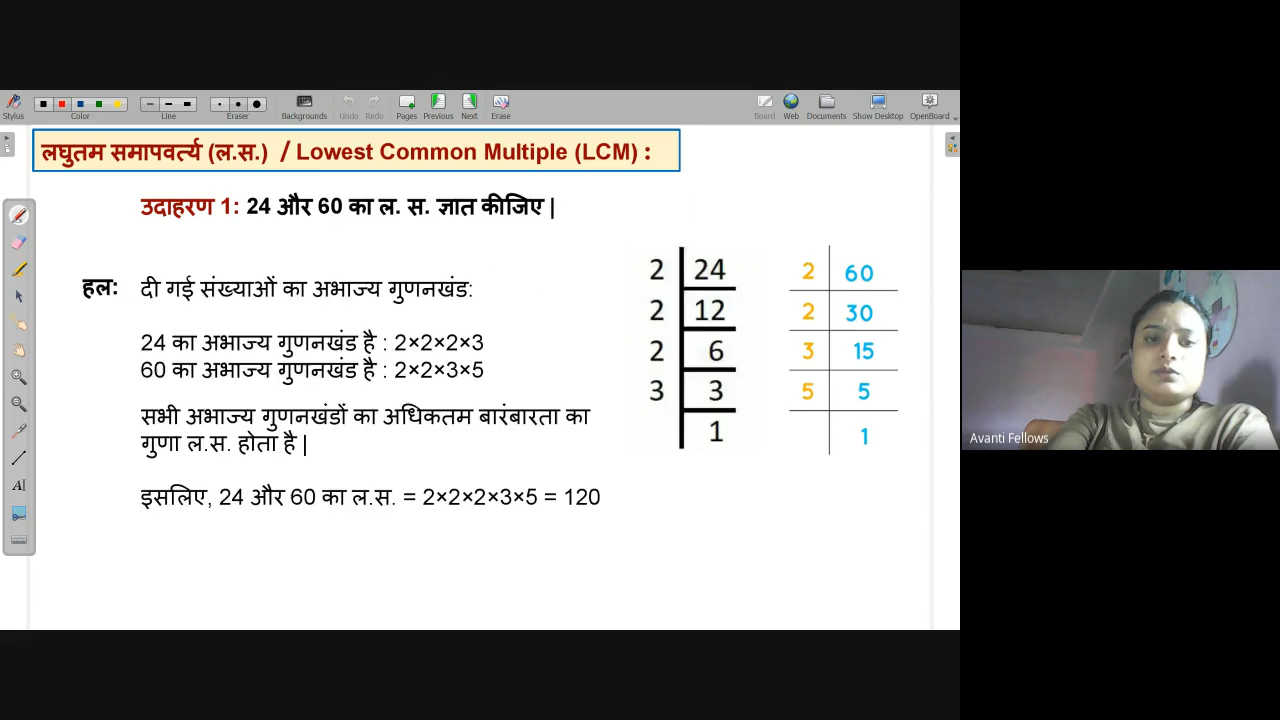 Stylus
Color
Line
Eraser
Backgrounds
Undo
Redo
Pages
Previous
Next
Erase
Board
Web
Documents
Show Desktop
OpenBoard
लघुतम समापवर्त्य (ल.स.) / Lowest Common Multiple (LCM) :
उदाहरण 1: 24 और 60 का ल. स. ज्ञात कीजिए |
हल: दी गई संख्याओं का अभाज्य गुणनखंड:
24 का अभाज्य गुणनखंड है : 2×2×2×3
60 का अभाज्य गुणनखंड है : 2×2×3×5
सभी अभाज्य गुणनखंडों का अधिकतम बारंबारता का
गुणा ल.स. होता है |
इसलिए, 24 और 60 का ल.स. = 2×2×2×3×5 = 120
2 24
2 12
2 6
3 3
1
2 60
2 30
3 15
5 5
1
Avanti Fellows